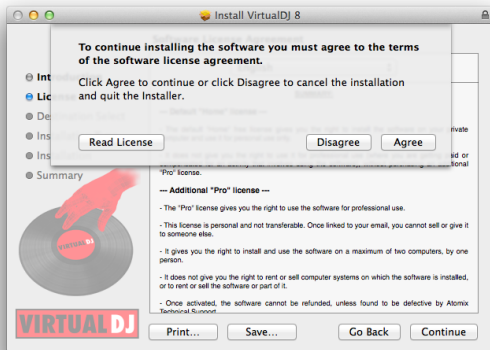 Install VirtualDJ 8
Software License Agreement
To continue installing the software you must agree to the terms
of the software license agreement.
Click Agree to continue or click Disagree to cancel the installation
and quit the Installer.
Read License
Disagree
Agree
Summary
--- Additional "Pro" license ---
- The "Pro" license gives you the right to use the software for professional use.
- This license is personal and not transferable. Once linked to your email, you cannot sell or give it
to someone else.
- It gives you the right to install and use the software on a maximum of two computers, by one
person.
- It does not give you the right to rent or sell computer systems on which the software is installed,
or to rent or sell the software or part of it.
- Once activated, the software cannot be refunded, unless found to be defective by Atomix
Technical Support
VIRTUAL DJ
VIRTUAL DJ
Print...
Save...
Go Back
Continue